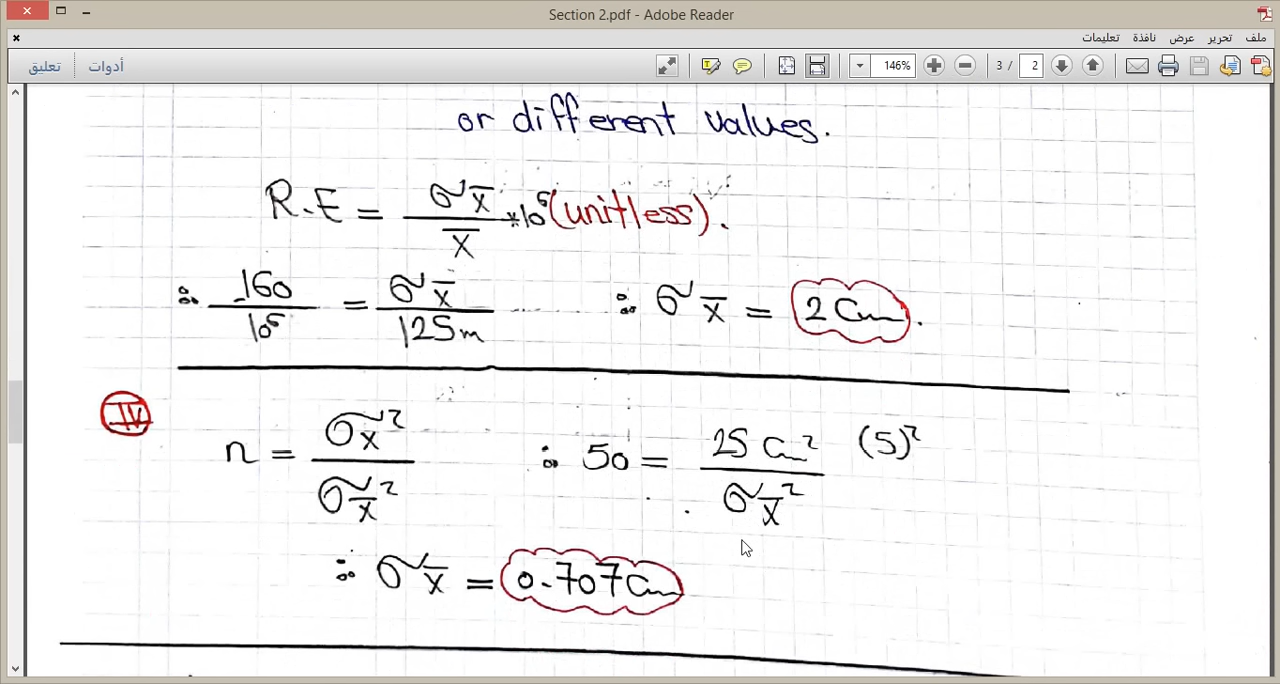 Section 2.pdf - Adobe Reader
ملف تحرير عرض نافذة تعليمات
أدوات تعليق 146% 3 / 2
or different values.
R.E = σx̄ / x̄ *10⁶ (unitless).
∴ 160 / 10⁶ = σx̄ / 125m ∴ σx̄ = 2 Cm.
IV n = σx² / σx̄² ∴ 50 = 25 Cm² / σx̄² (5)²
∴ σx̄ = 0.707 Cm